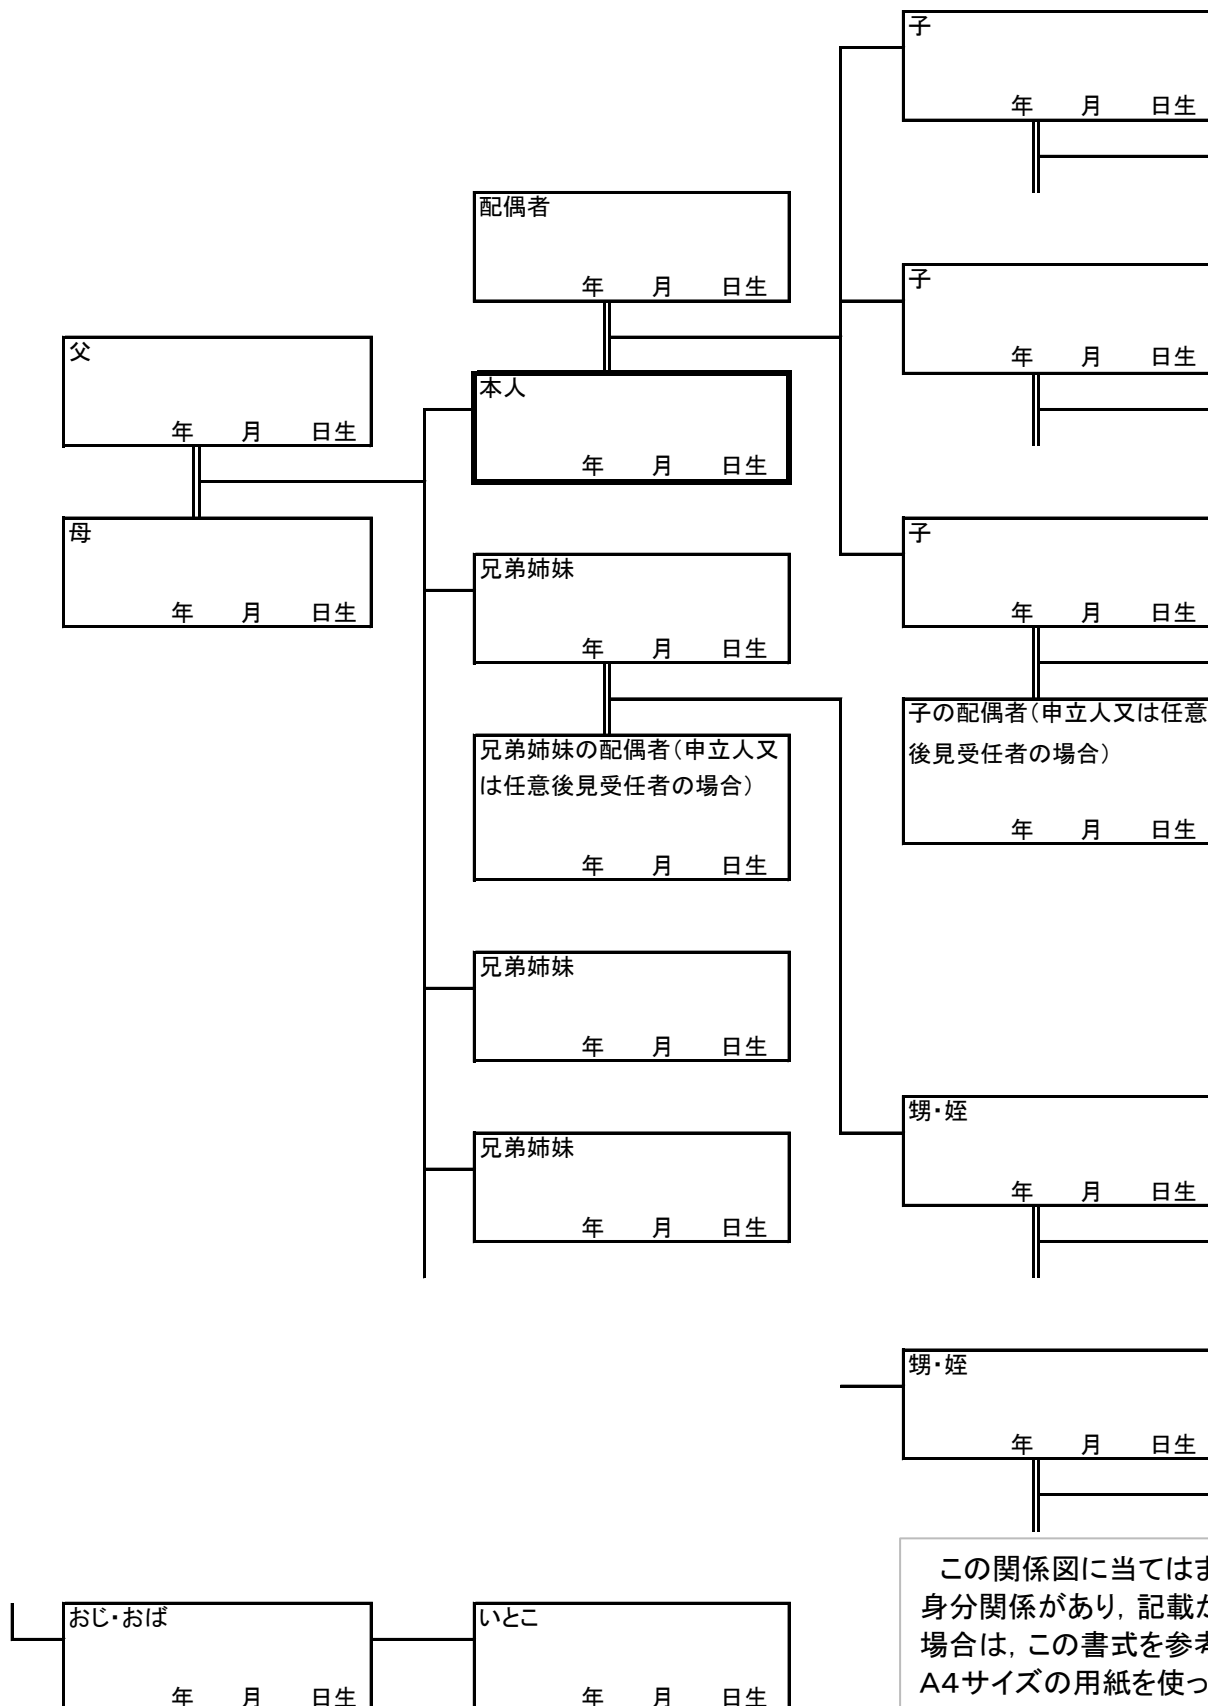 子
年 月 日生
配偶者
年 月 日生
子
年 月 日生
父
年 月 日生
本人
年 月 日生
母
年 月 日生
兄弟姉妹
年 月 日生
子
年 月 日生
子の配偶者（申立人又は任意
後見受任者の場合）
年 月 日生
兄弟姉妹の配偶者（申立人又
は任意後見受任者の場合）
年 月 日生
兄弟姉妹
年 月 日生
兄弟姉妹
年 月 日生
甥・姪
年 月 日生
甥・姪
年 月 日生
おじ・おば
年 月 日生
いとこ
年 月 日生
この関係図に当てはま
身分関係があり，記載が
場合は，この書式を参考
A4サイズの用紙を使っ